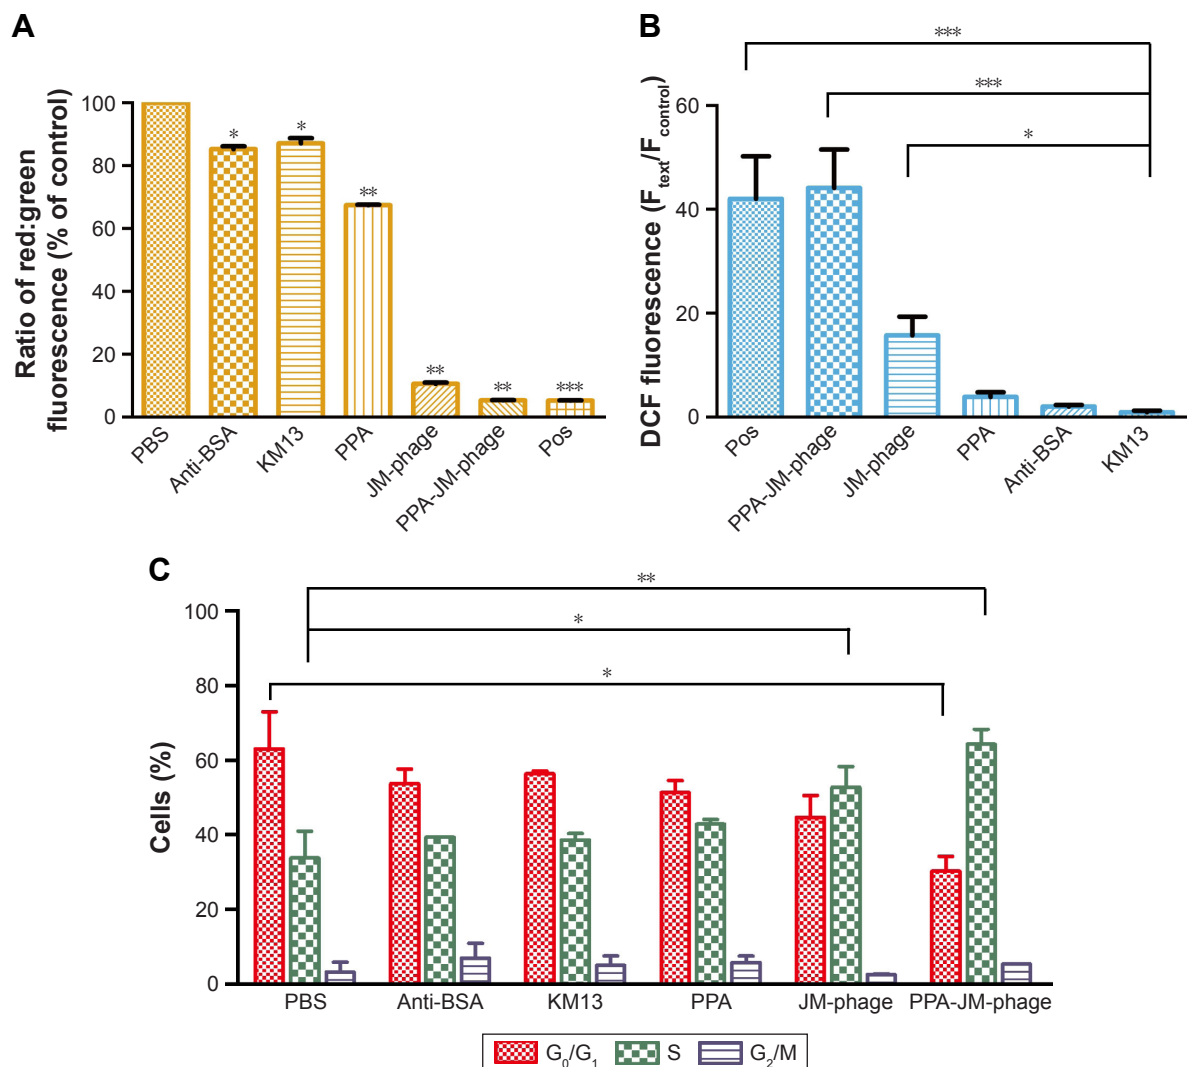 A
Ratio of red:green
fluorescence (% of control)
100
80
60
40
20
0
*
*
**
**
**
***
PBS
Anti-BSA
KM13
PPA
JM-phage
PPA-JM-phage
Pos
B
DCF fluorescence (Ftext/Fcontrol)
60
40
20
0
***
***
*
Pos
PPA-JM-phage
JM-phage
PPA
Anti-BSA
KM13
C
Cells (%)
100
80
60
40
20
0
**
*
*
PBS Anti-BSA KM13 PPA JM-phage PPA-JM-phage
G0/G1 S G2/M